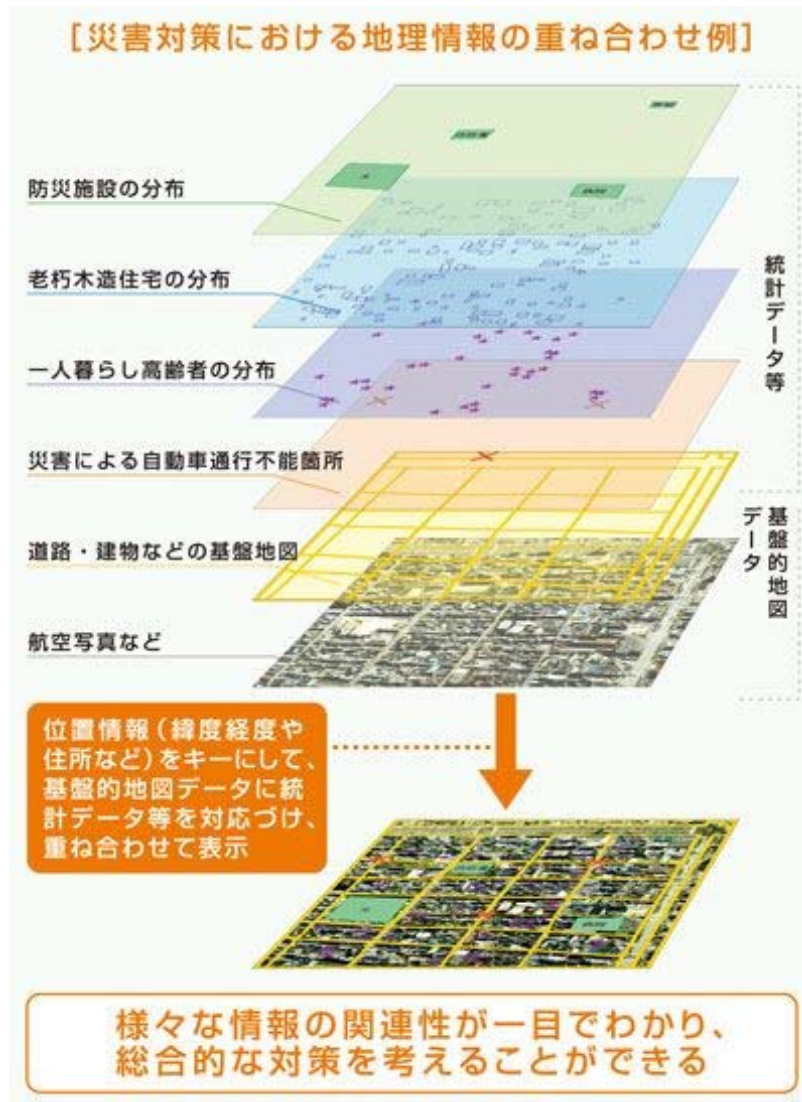 [災害対策における地理情報の重ね合わせ例]
防災施設の分布
老朽木造住宅の分布
一人暮らし高齢者の分布
災害による自動車通行不能箇所
道路・建物などの基盤地図
航空写真など
統計データ等
基盤的地図
データ
位置情報(緯度経度や
住所など)をキーにして、
基盤的地図データに統
計データ等を対応づけ、
重ね合わせて表示
様々な情報の関連性が一目でわかり、
総合的な対策を考えることができる